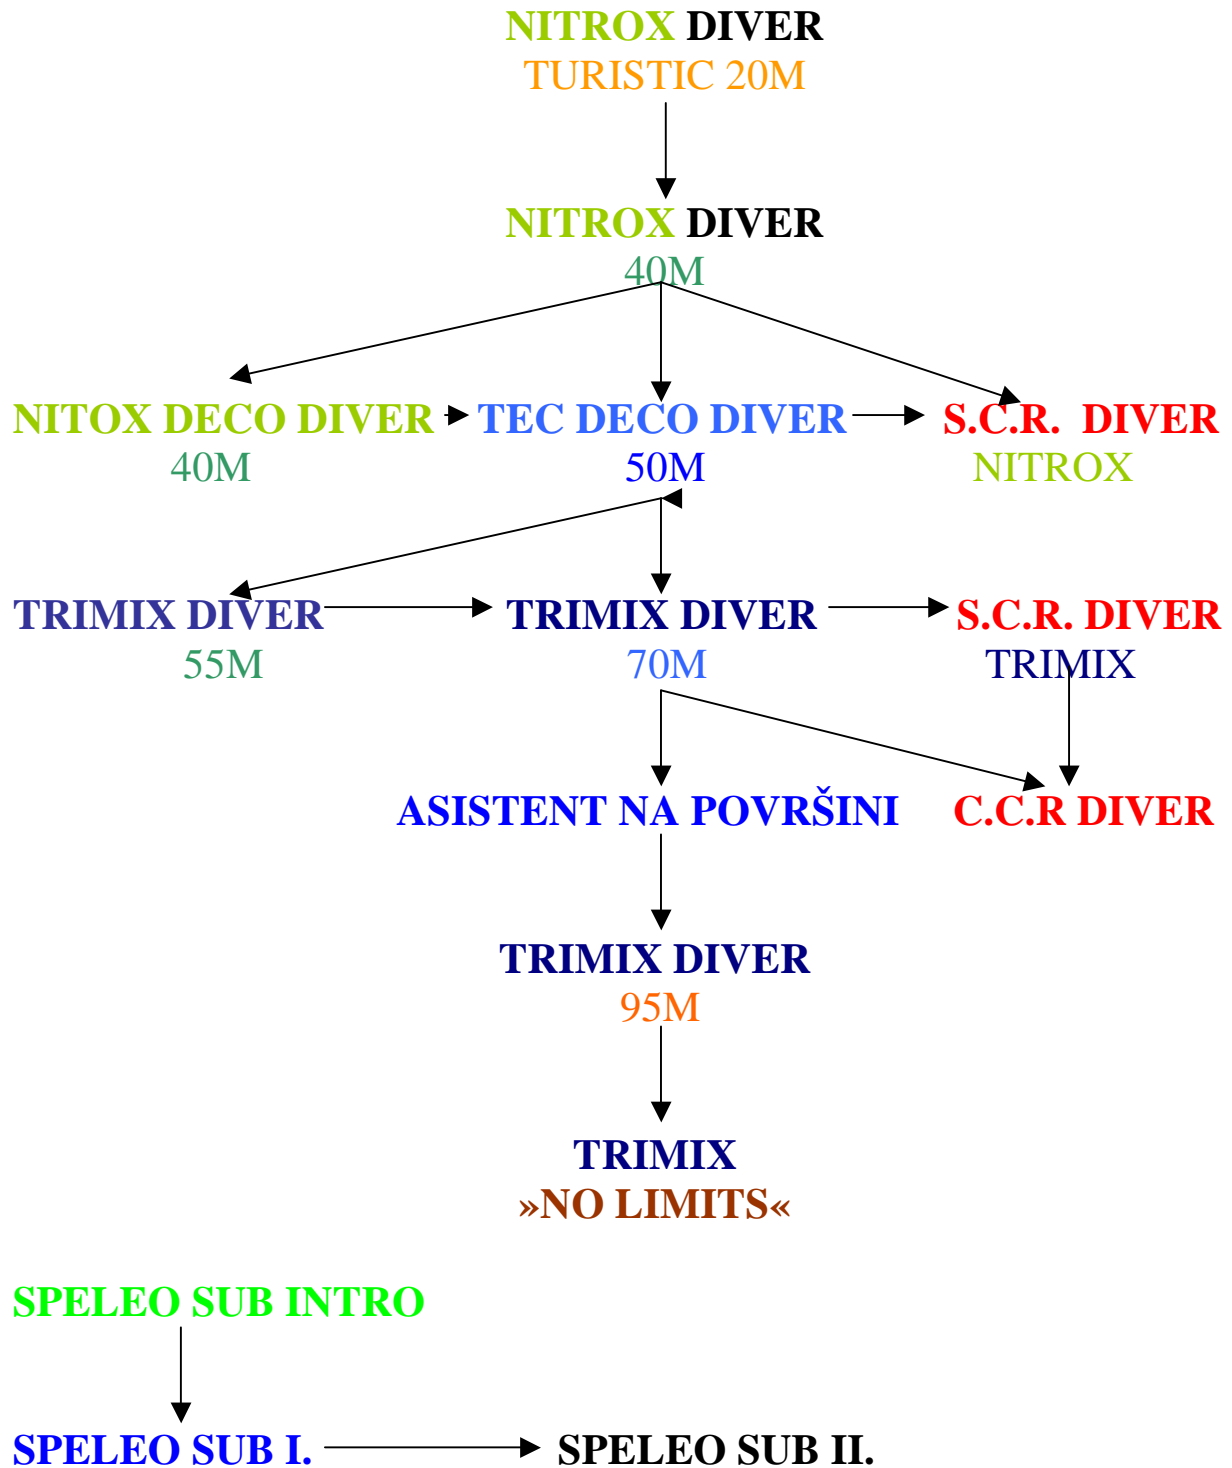 NITROX DIVER
TURISTIC 20M
NITROX DIVER
40M
NITOX DECO DIVER
40M
TEC DECO DIVER
50M
S.C.R. DIVER
NITROX
TRIMIX DIVER
55M
TRIMIX DIVER
70M
S.C.R. DIVER
TRIMIX
ASISTENT NA POVRŠINI
C.C.R DIVER
TRIMIX DIVER
95M
TRIMIX
»NO LIMITS«
SPELEO SUB INTRO
SPELEO SUB I.
SPELEO SUB II.